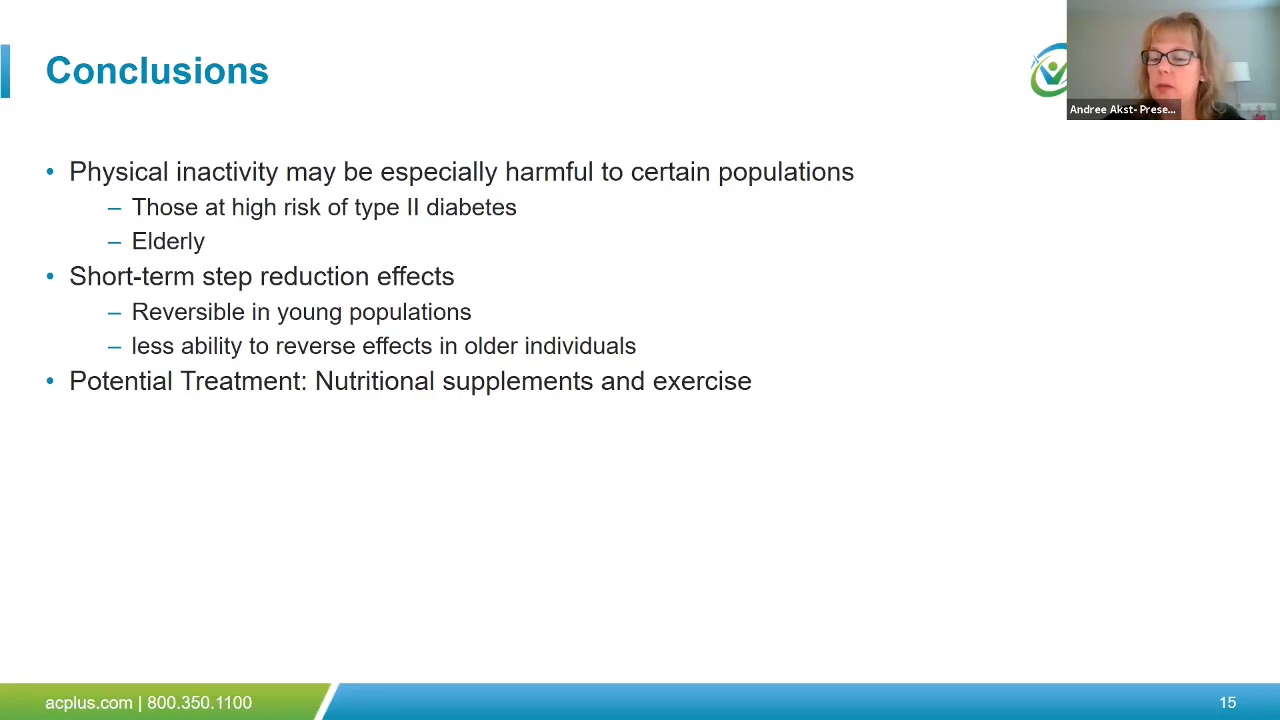 Conclusions
Andree Akst- Prese...
• Physical inactivity may be especially harmful to certain populations
– Those at high risk of type II diabetes
– Elderly
• Short-term step reduction effects
– Reversible in young populations
– less ability to reverse effects in older individuals
• Potential Treatment: Nutritional supplements and exercise
acplus.com | 800.350.1100
15